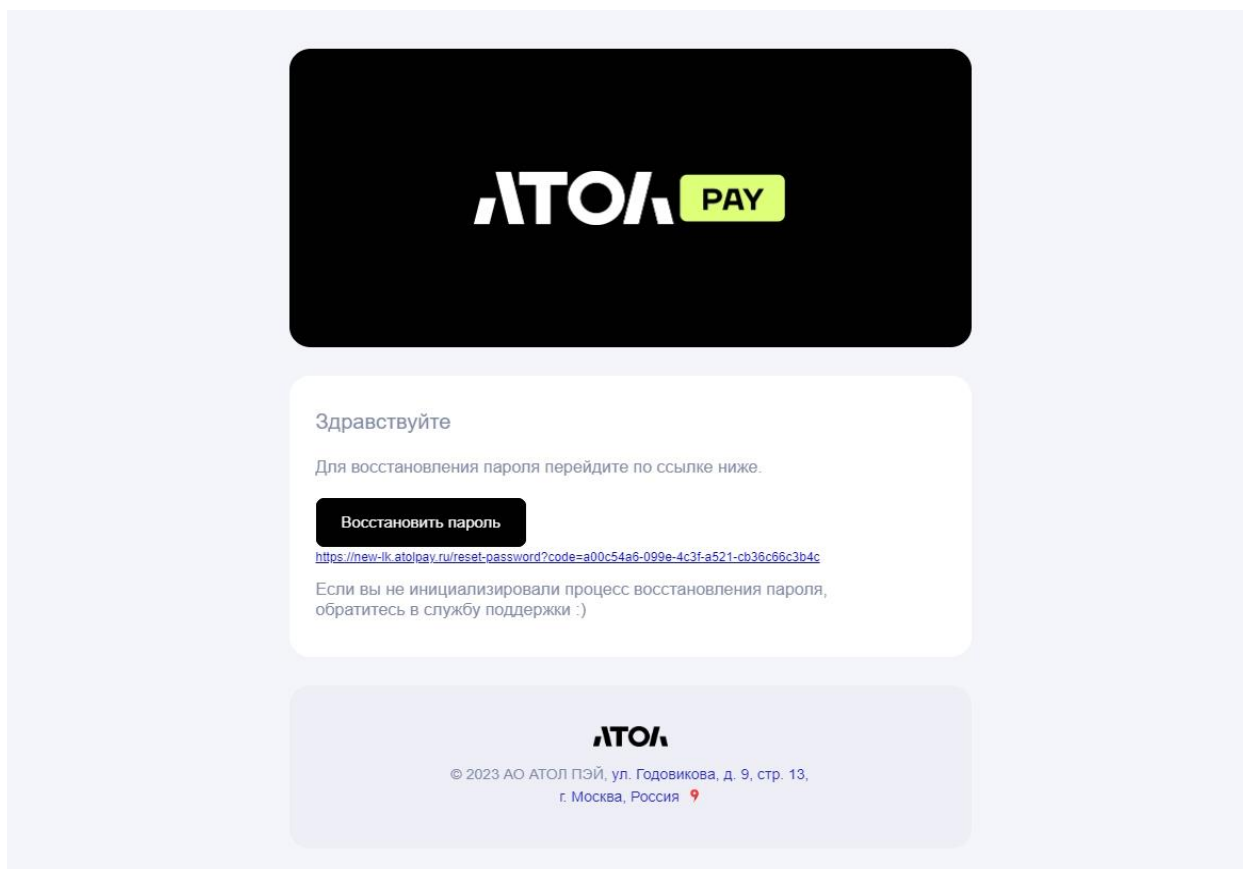 АТОЛ PAY
Здравствуйте
Для восстановления пароля перейдите по ссылке ниже.
Восстановить пароль
https://new-lk.atolpay.ru/reset-password?code=a00c54a6-099e-4c3f-a521-cb36c66c3b4c
Если вы не инициализировали процесс восстановления пароля,
обратитесь в службу поддержки :)
АТОЛ
© 2023 АО АТОЛ ПЭЙ, ул. Годовикова, д. 9, стр. 13,
г. Москва, Россия